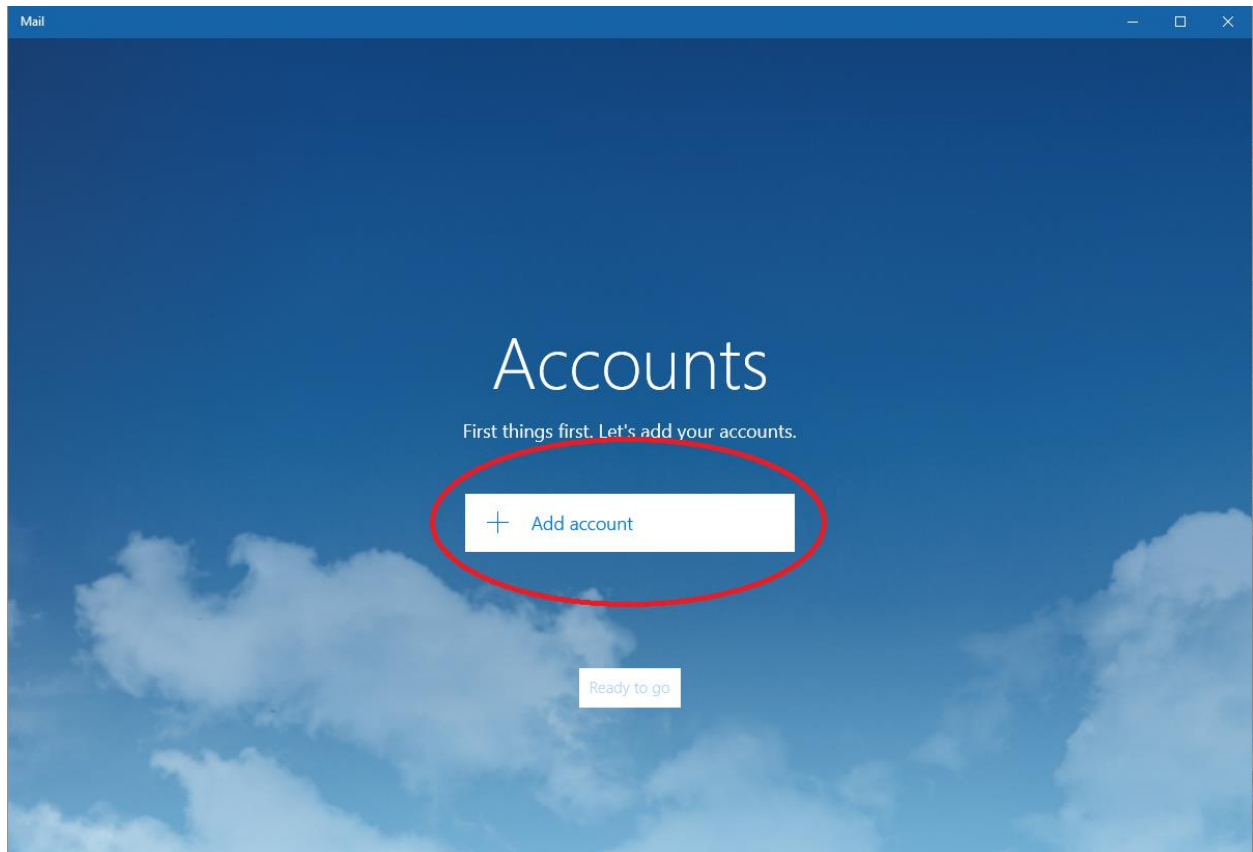 Mail
Accounts
First things first. Let's add your accounts.
Add account
Ready to go